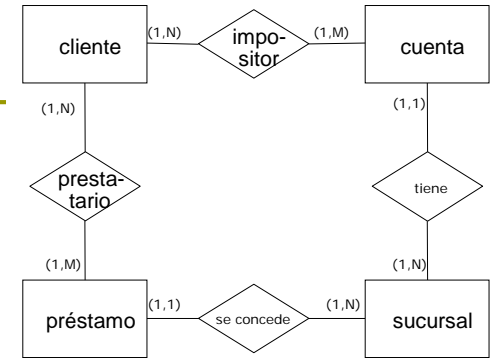 cliente
(1,N)
impo-
sitor
(1,M)
cuenta
(1,N)
(1,1)
presta-
tario
tiene
(1,M)
(1,N)
préstamo
(1,1)
se concede
(1,N)
sucursal